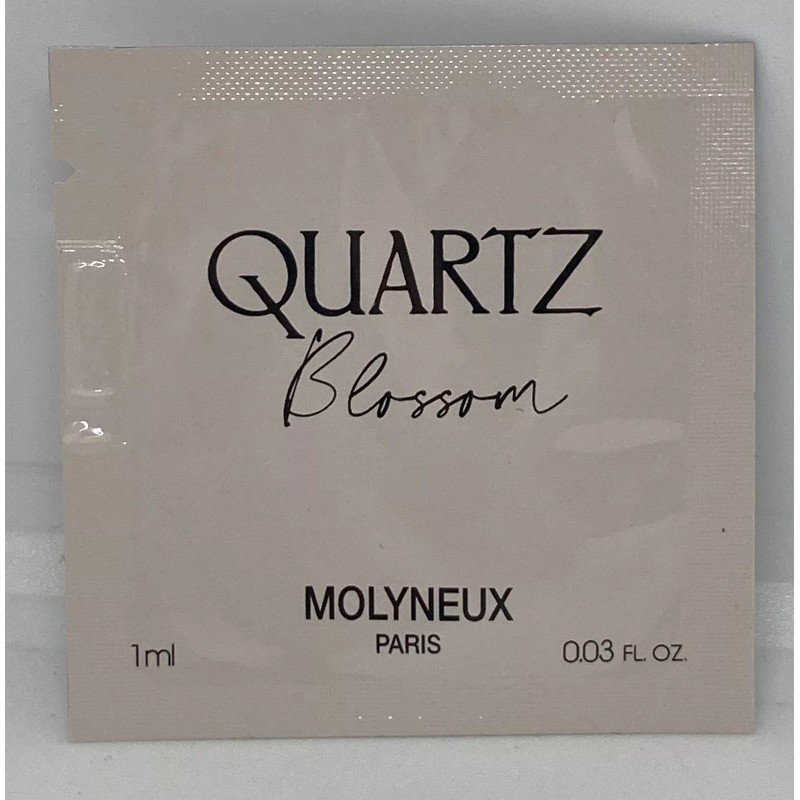 QUARTZ
Blossom
MOLYNEUX
PARIS
1ml
0.03 FL. OZ.